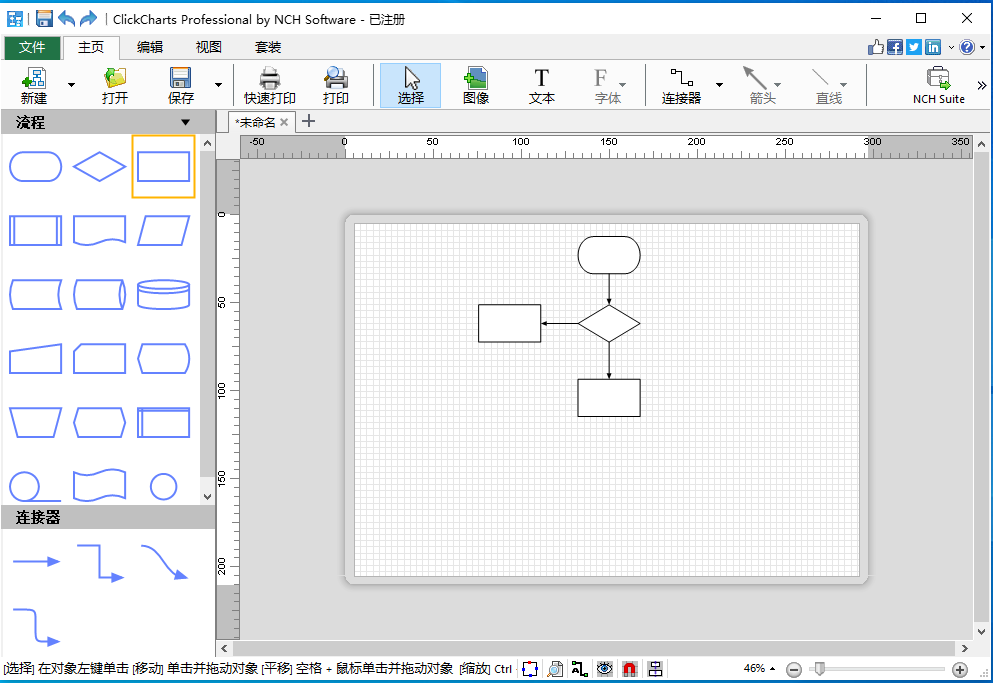 ClickCharts Professional by NCH Software - 已注册
文件 主页 编辑 视图 套装
新建 打开 保存 快速打印 打印 选择 图像 文本 字体 连接器 箭头 直线 NCH Suite
流程
*未命名
-50 0 50 100 150 200 250 300 350
0
50
100
150
200
连接器
[选择] 在对象左键单击 [移动] 单击并拖动对象 [平移] 空格 + 鼠标单击并拖动对象 [缩放] Ctrl
46%